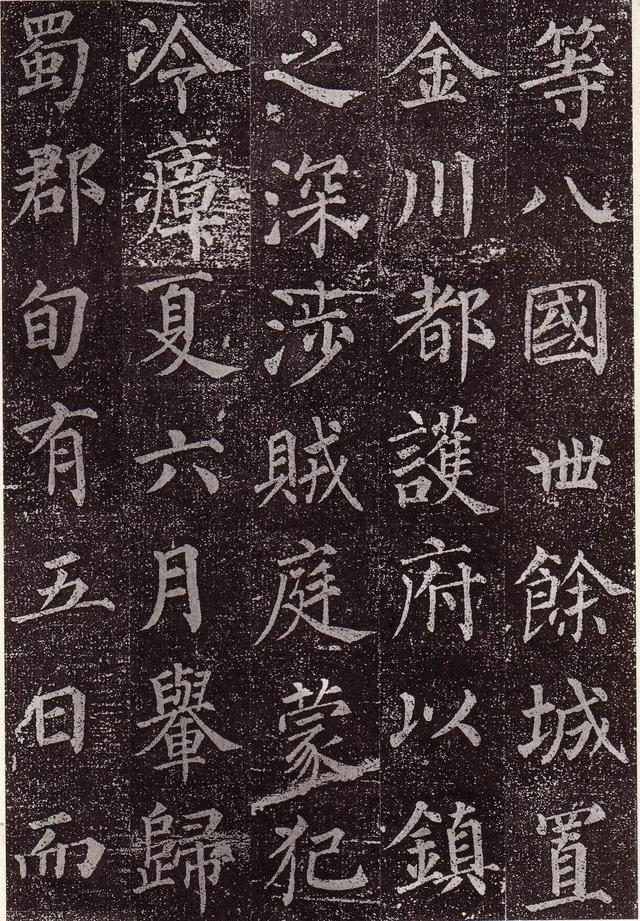 等八國卌餘城置
金川都護府以鎮
之深涉賊庭蒙犯
冷瘴夏六月轝歸
蜀郡旬有五日而